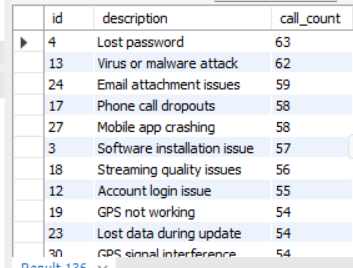 id description call_count
4 Lost password 63
13 Virus or malware attack 62
24 Email attachment issues 59
17 Phone call dropouts 58
27 Mobile app crashing 58
3 Software installation issue 57
18 Streaming quality issues 56
12 Account login issue 55
19 GPS not working 54
23 Lost data during update 54
30 GPS signal interference 54
Result 136